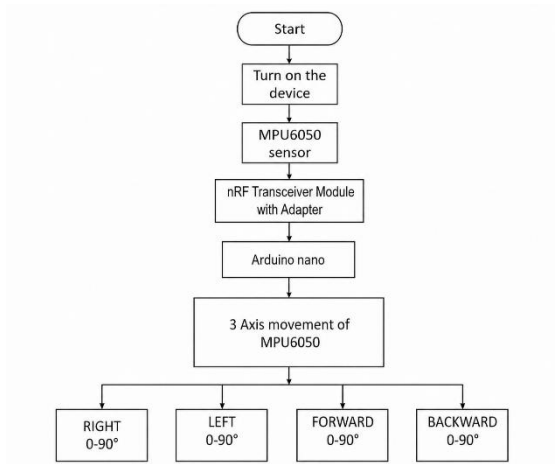 Start
Turn on the
device
MPU6050
sensor
nRF Transceiver Module
with Adapter
Arduino nano
3 Axis movement of
MPU6050
RIGHT
0-90°
LEFT
0-90°
FORWARD
0-90°
BACKWARD
0-90°